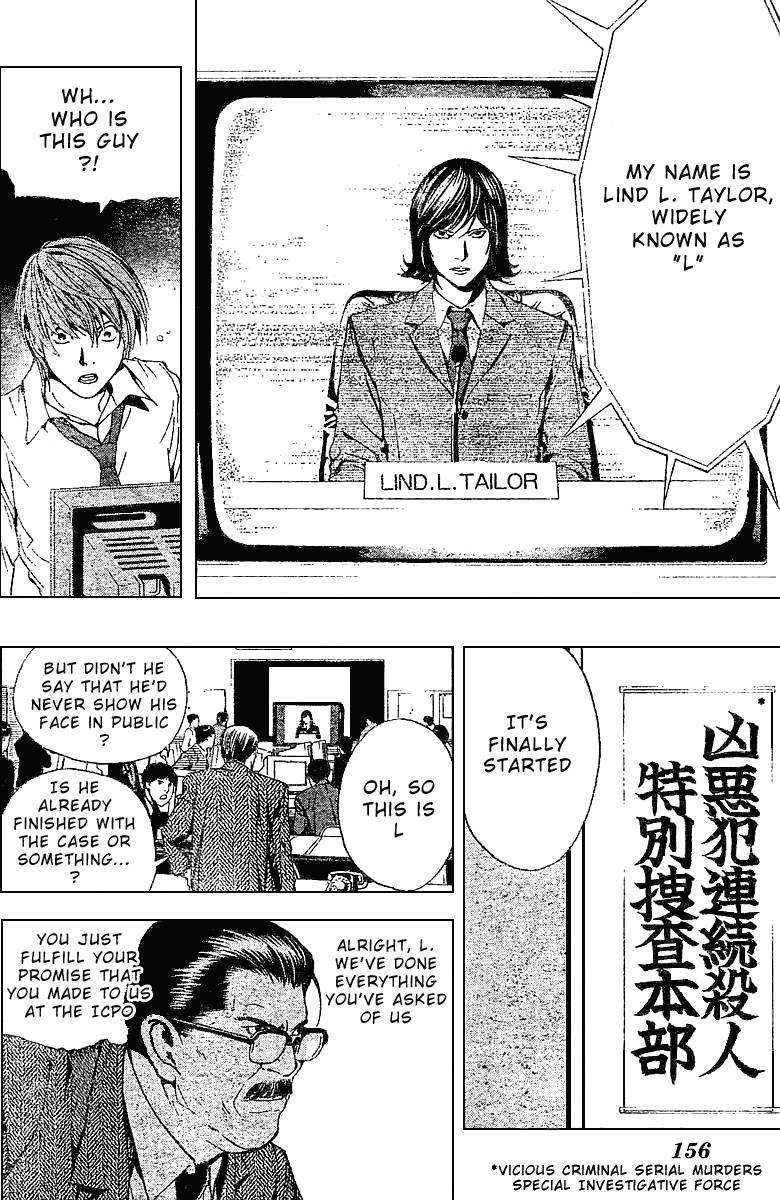 MY NAME IS
LIND L. TAYLOR,
WIDELY
KNOWN AS
"L"
LIND.L.TAILOR
WH...
WHO IS
THIS GUY
?!
*
凶悪犯連続殺人
特別捜査本部
IT'S
FINALLY
STARTED
OH, SO
THIS IS
L
BUT DIDN'T HE
SAY THAT HE'D
NEVER SHOW HIS
FACE IN PUBLIC
?
IS HE
ALREADY
FINISHED WITH
THE CASE OR
SOMETHING...
?
ALRIGHT, L.
WE'VE DONE
EVERYTHING
YOU'VE ASKED
OF US
YOU JUST
FULFILL YOUR
PROMISE THAT
YOU MADE TO US
AT THE ICPO
156
*VICIOUS CRIMINAL SERIAL MURDERS
SPECIAL INVESTIGATIVE FORCE